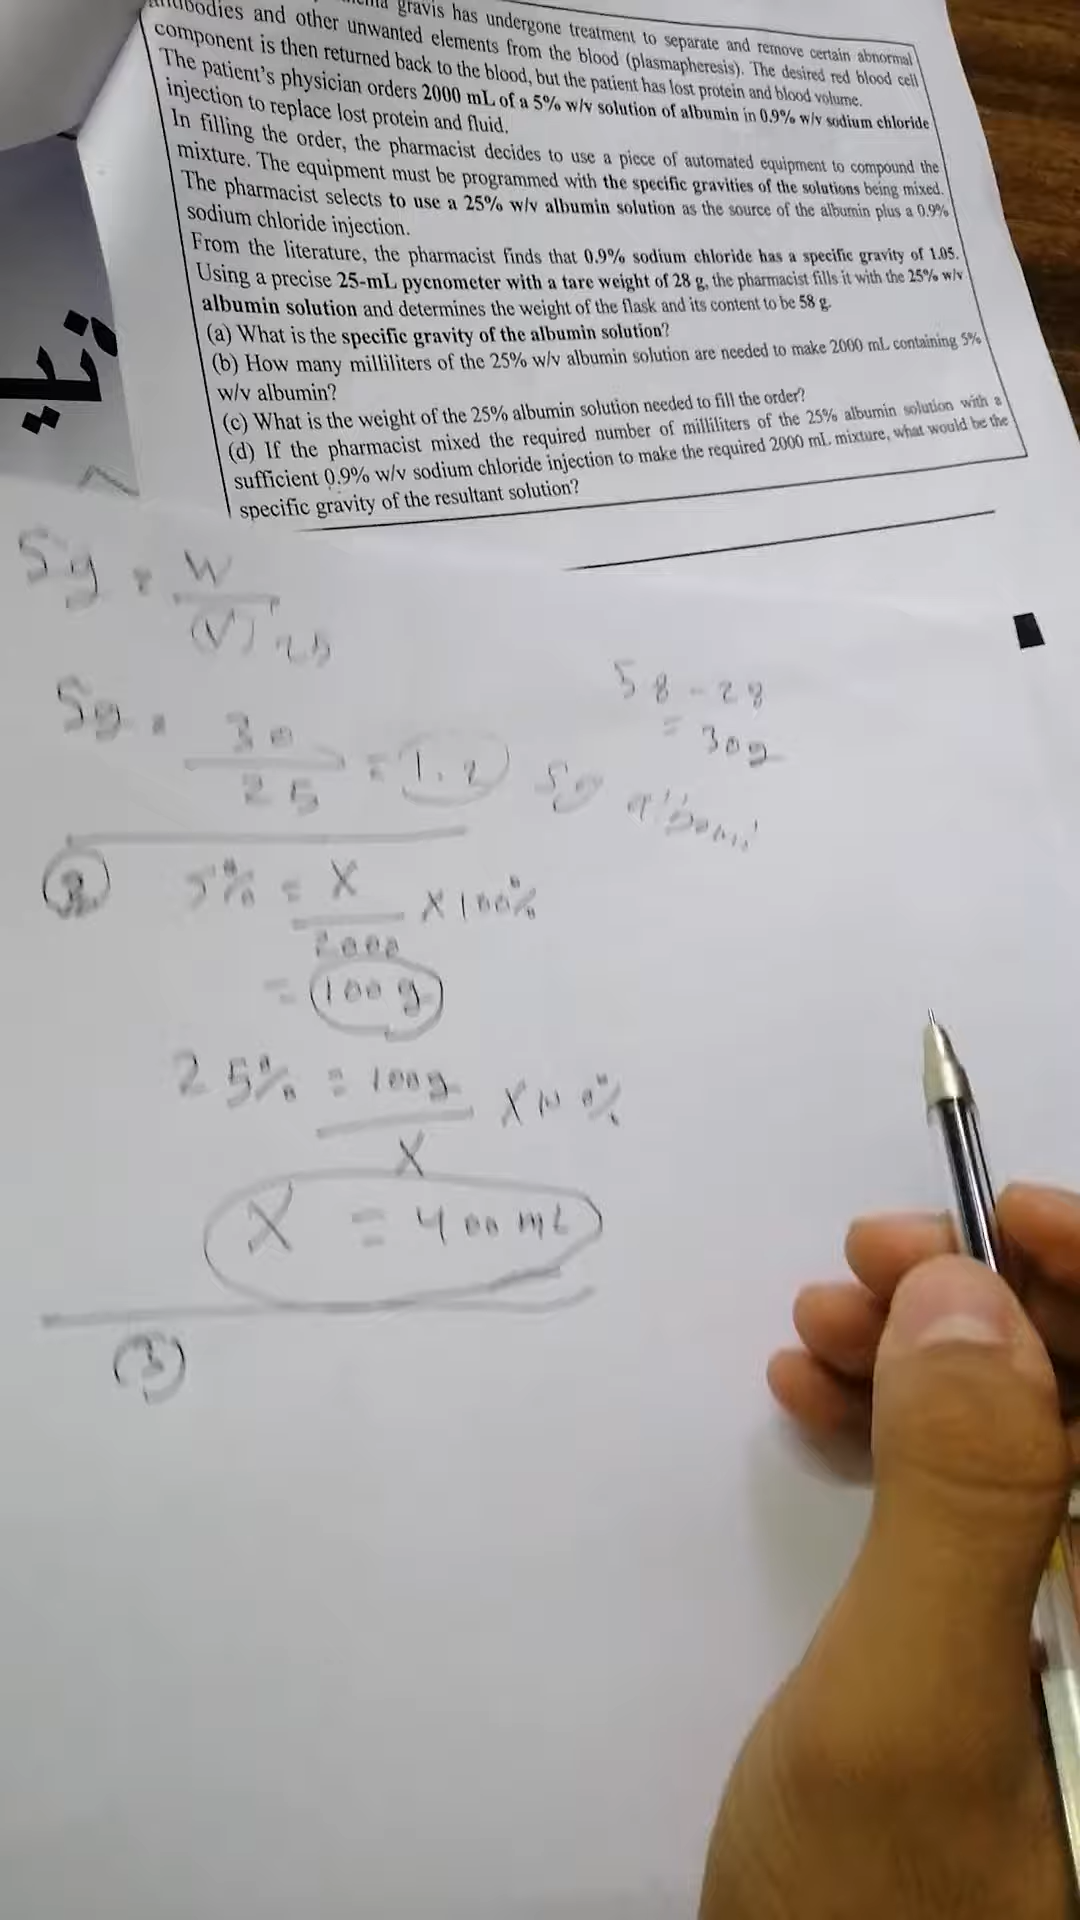 gravis has undergone treatment to separate and remove certain abnormal
antibodies and other unwanted elements from the blood (plasmapheresis). The desired red blood cell
component is then returned back to the blood, but the patient has lost protein and blood volume.
The patient's physician orders 2000 mL of a 5% w/v solution of albumin in 0.9% w/v sodium chloride
injection to replace lost protein and fluid.
In filling the order, the pharmacist decides to use a piece of automated equipment to compound the
mixture. The equipment must be programmed with the specific gravities of the solutions being mixed.
The pharmacist selects to use a 25% w/v albumin solution as the source of the albumin plus a 0.9%
sodium chloride injection.
From the literature, the pharmacist finds that 0.9% sodium chloride has a specific gravity of 1.05.
Using a precise 25-mL pycnometer with a tare weight of 28 g, the pharmacist fills it with the 25% w/v
albumin solution and determines the weight of the flask and its content to be 58 g.
(a) What is the specific gravity of the albumin solution?
(b) How many milliliters of the 25% w/v albumin solution are needed to make 2000 mL containing 5%
w/v albumin?
(c) What is the weight of the 25% albumin solution needed to fill the order?
(d) If the pharmacist mixed the required number of milliliters of the 25% albumin solution with a
sufficient 0.9% w/v sodium chloride injection to make the required 2000 mL mixture, what would be the
specific gravity of the resultant solution?
Sg = W
(V) 25
58 - 28
= 30g
Sg = 30
25
= 1.2 Sg
2 5% = X
2000
X 100%
= 100 g
25% = 100g
X
X 100%
X = 400 mL
3